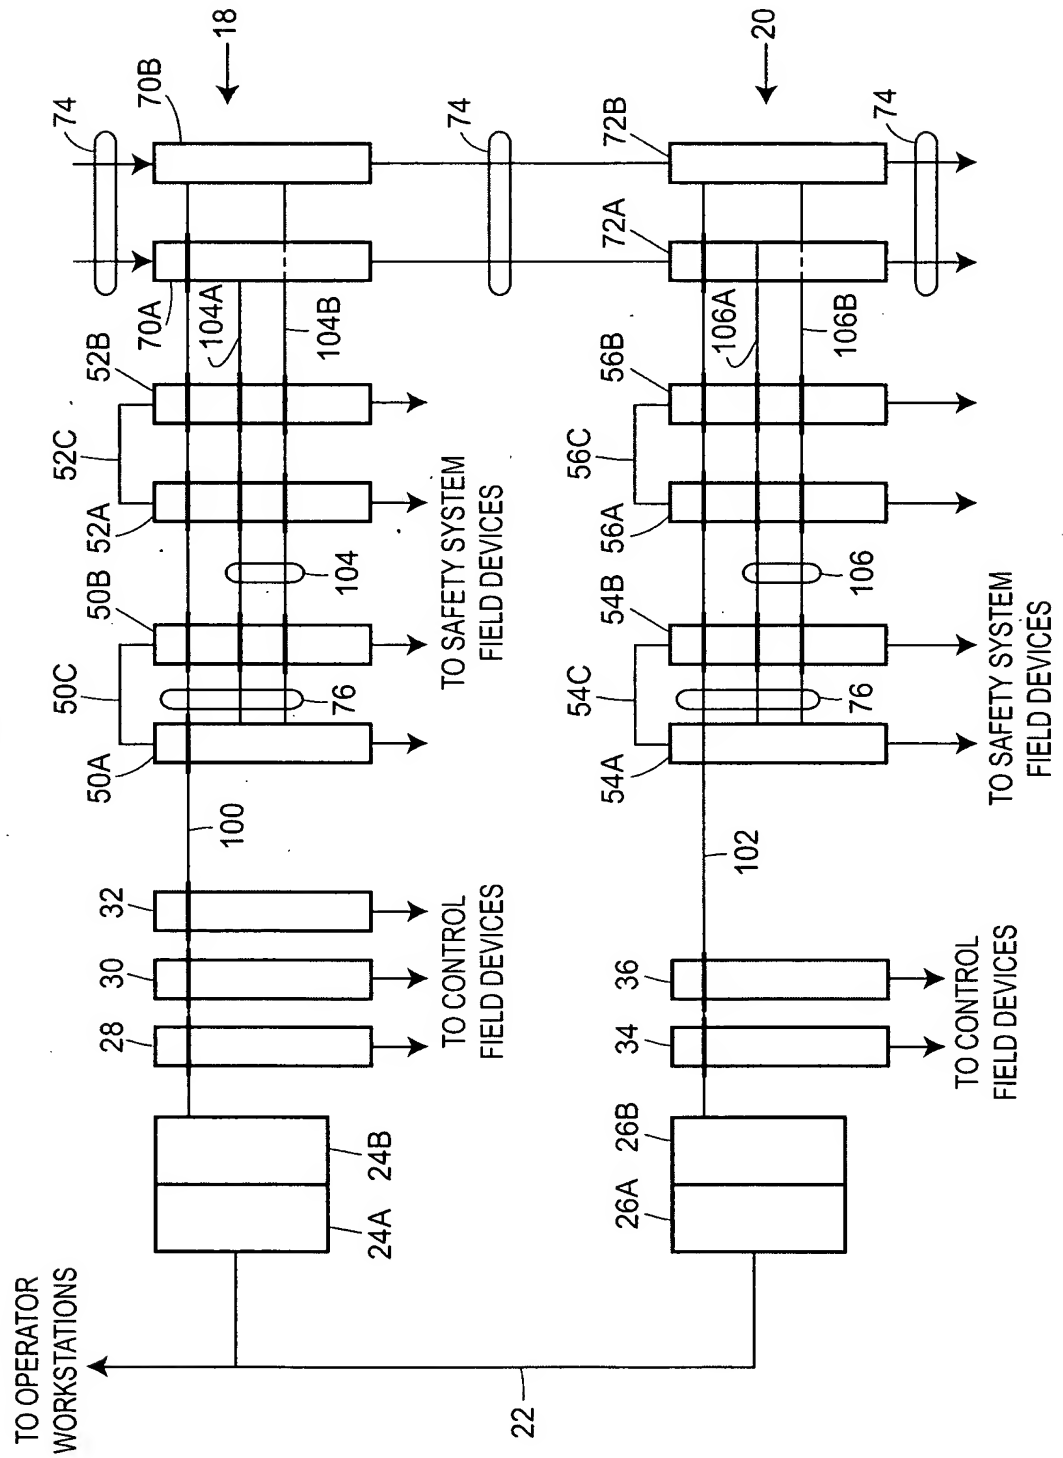 TO OPERATOR
WORKSTATIONS
22
24A
24B
28
30
32
TO CONTROL
FIELD DEVICES
100
50A
50C
50B
76
TO SAFETY SYSTEM
FIELD DEVICES
104
52A
52C
52B
104A
104B
70A
70B
74
18
74
26A
26B
34
36
TO CONTROL
FIELD DEVICES
102
54A
54C
54B
76
TO SAFETY SYSTEM
FIELD DEVICES
106
56A
56C
56B
106A
106B
72A
72B
74
20